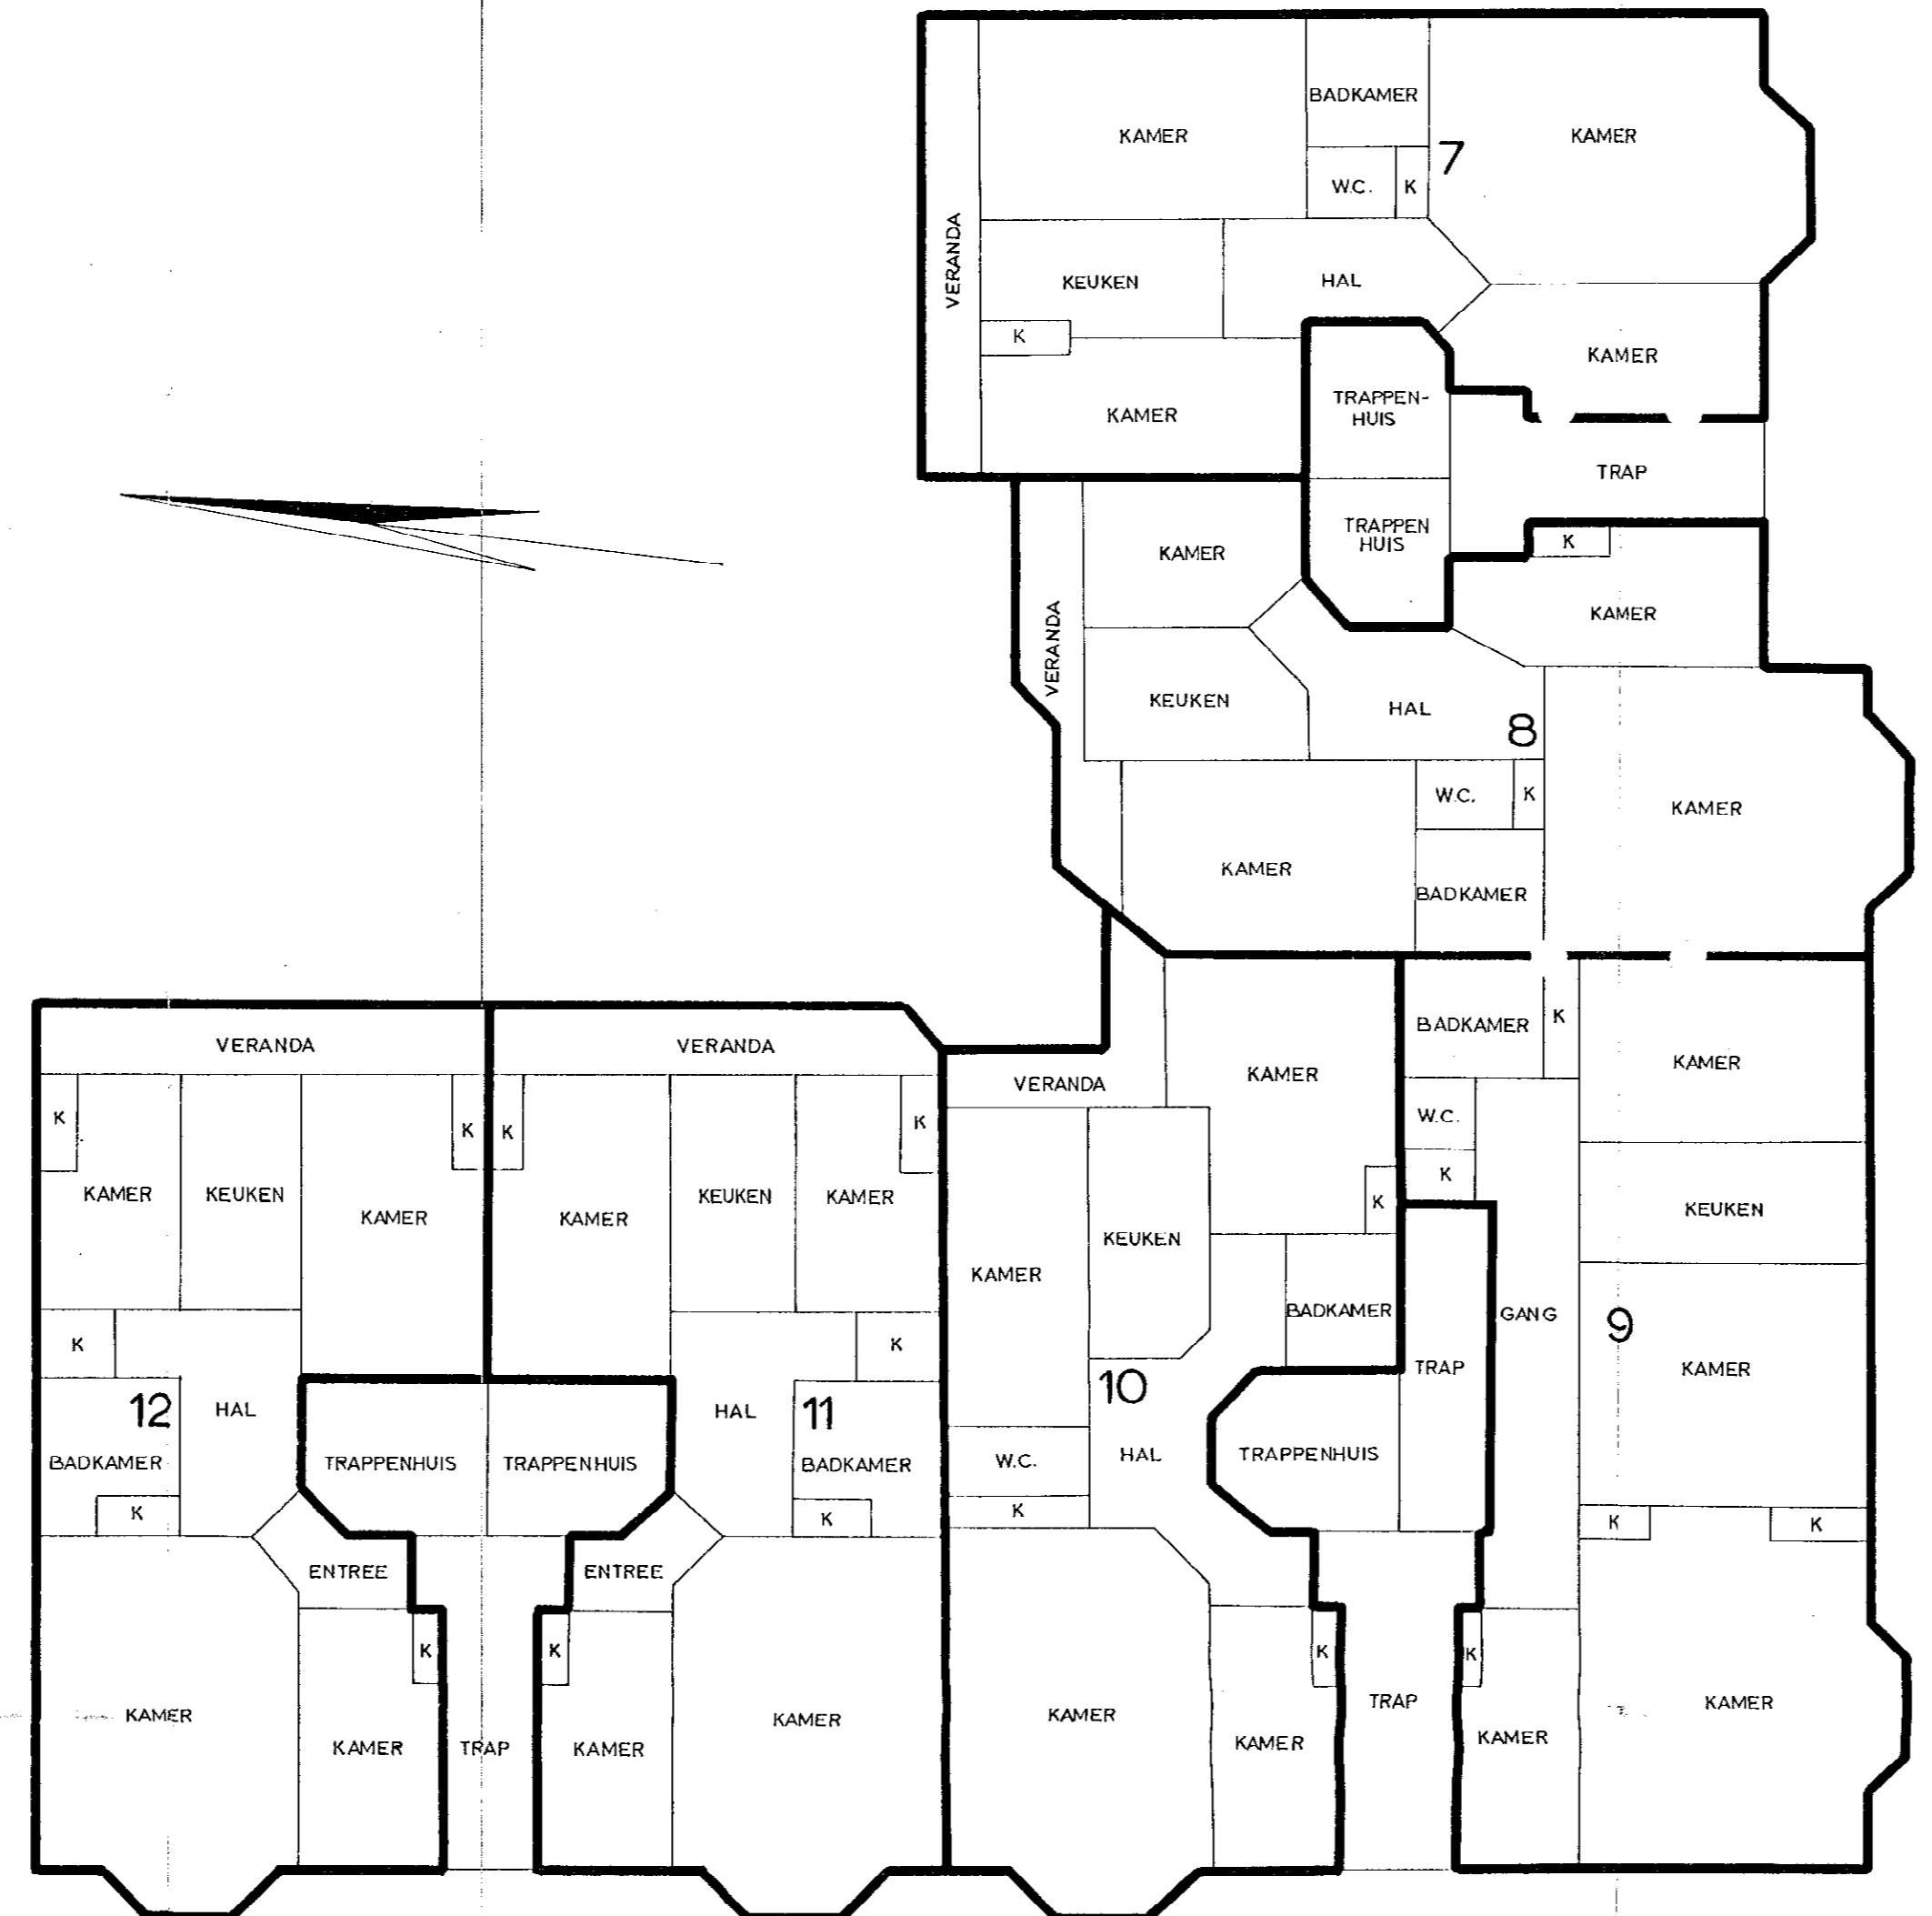 BADKAMER
KAMER
KAMER
7
W.C.
K
VERANDA
KEUKEN
HAL
K
KAMER
TRAPPEN-
HUIS
KAMER
TRAP
TRAPPEN
HUIS
K
KAMER
KAMER
VERANDA
KEUKEN
HAL
8
W.C.
K
KAMER
KAMER
BADKAMER
BADKAMER
K
KAMER
W.C.
K
KEUKEN
GANG
9
KAMER
TRAP
K
K
K
KAMER
KAMER
VERANDA
KAMER
K
KEUKEN
KAMER
BADKAMER
10
W.C.
HAL
TRAPPENHUIS
K
K
KAMER
KAMER
TRAP
VERANDA
K
K
KAMER
KEUKEN
KAMER
K
HAL
11
BADKAMER
TRAPPENHUIS
K
ENTREE
K
KAMER
KAMER
VERANDA
K
K
KAMER
KEUKEN
KAMER
K
12
HAL
BADKAMER
TRAPPENHUIS
K
ENTREE
K
KAMER
KAMER
TRAP